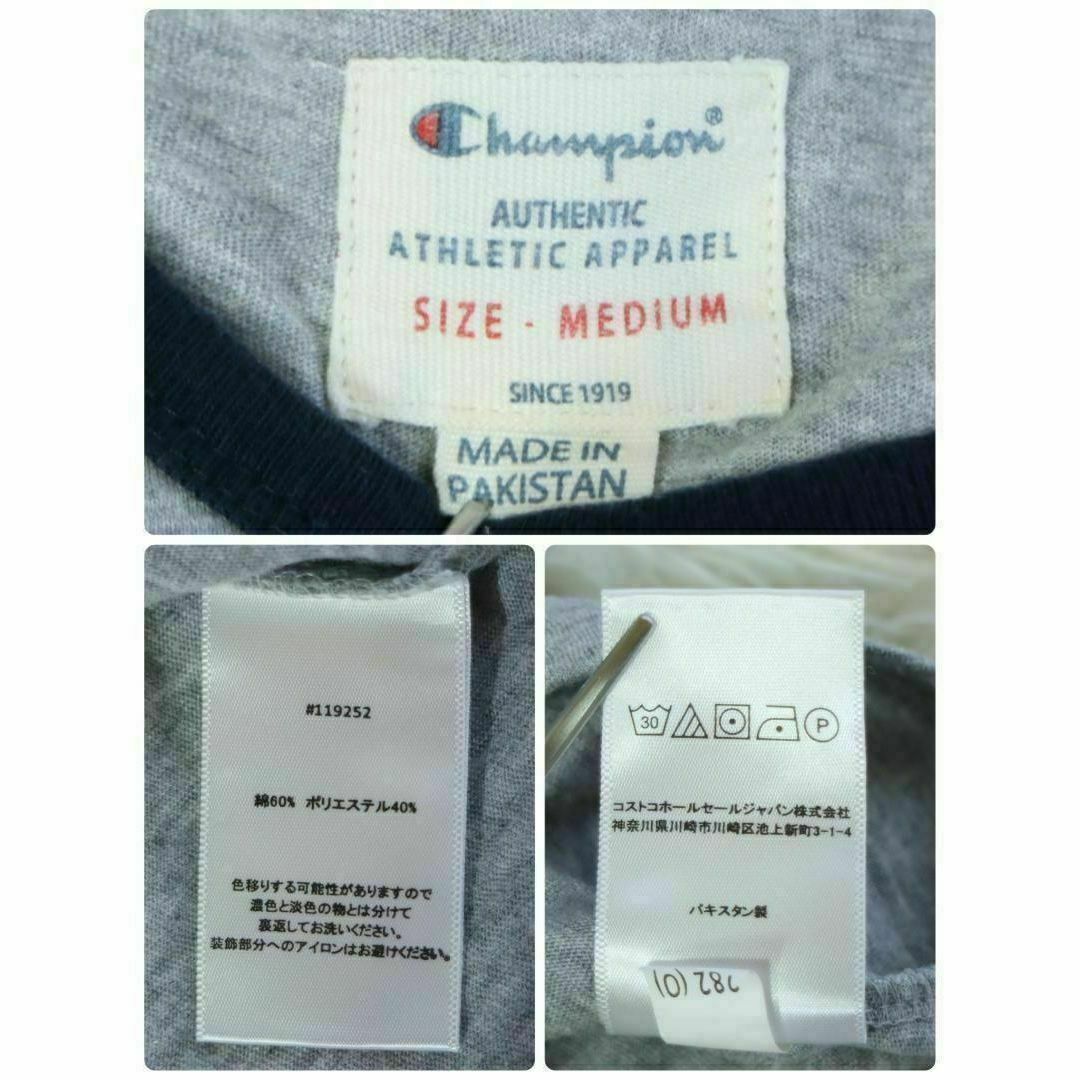 Champion®
AUTHENTIC
ATHLETIC APPAREL
SIZE - MEDIUM
SINCE 1919
MADE IN
PAKISTAN
#119252
綿60% ポリエステル40%
色移りする可能性がありますので
濃色と淡色の物とは分けて
裏返してお洗いください。
装飾部分へのアイロンはお避けください。
30 P
コストコホールセールジャパン株式会社
神奈川県川崎市川崎区池上新町3-1-4
パキスタン製